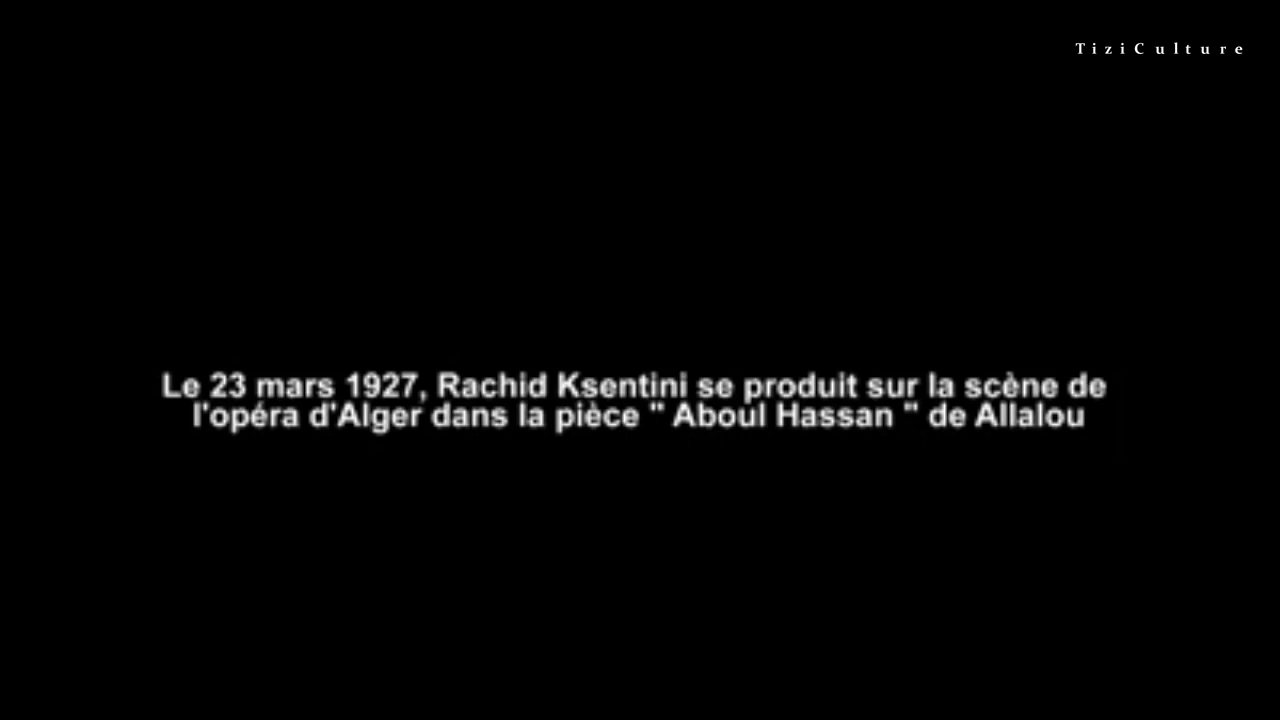 TiziCulture
Le 23 mars 1927, Rachid Ksentini se produit sur la scène de
l'opéra d'Alger dans la pièce " Aboul Hassan " de Allalou